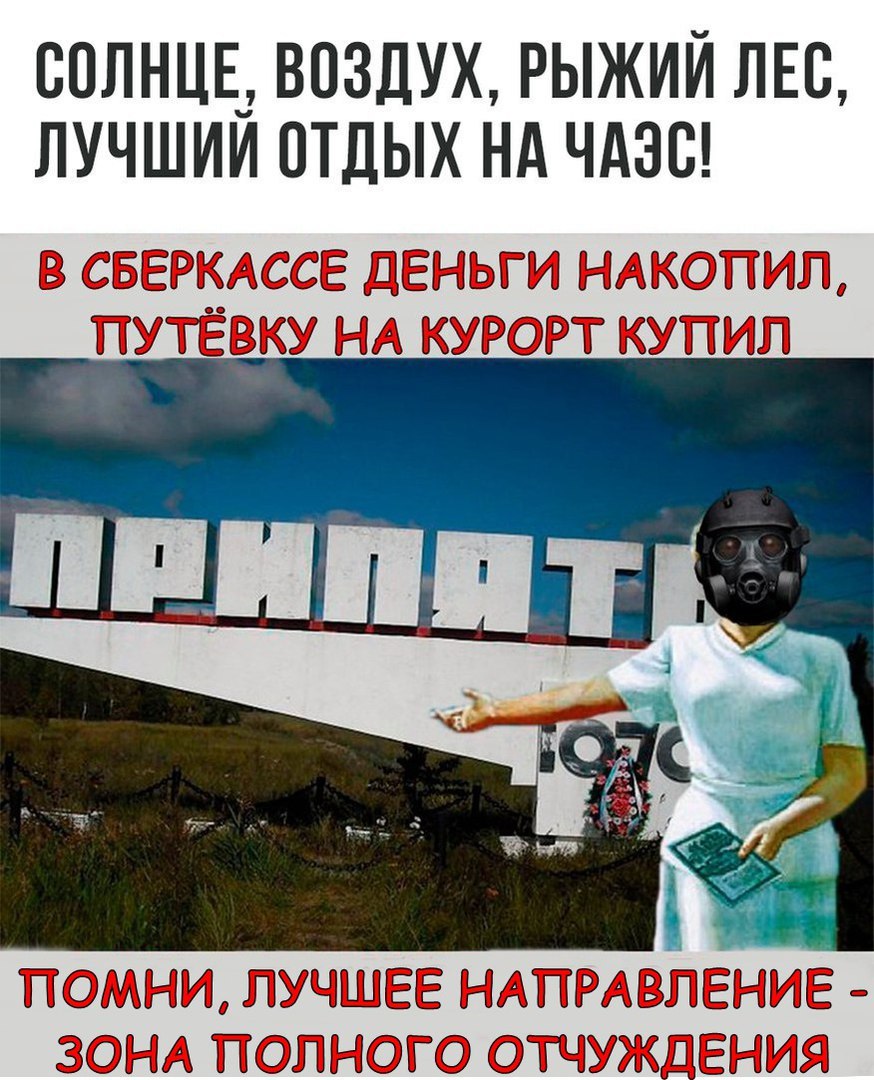 СОЛНЦЕ, ВОЗДУХ, РЫЖИЙ ЛЕС,
ЛУЧШИЙ ОТДЫХ НА ЧАЭС!
В СБЕРКАССЕ ДЕНЬГИ НАКОПИЛ,
ПУТЁВКУ НА КУРОРТ КУПИЛ
ПРИПЯТЬ
1970
ПОМНИ, ЛУЧШЕЕ НАПРАВЛЕНИЕ -
ЗОНА ПОЛНОГО ОТЧУЖДЕНИЯ